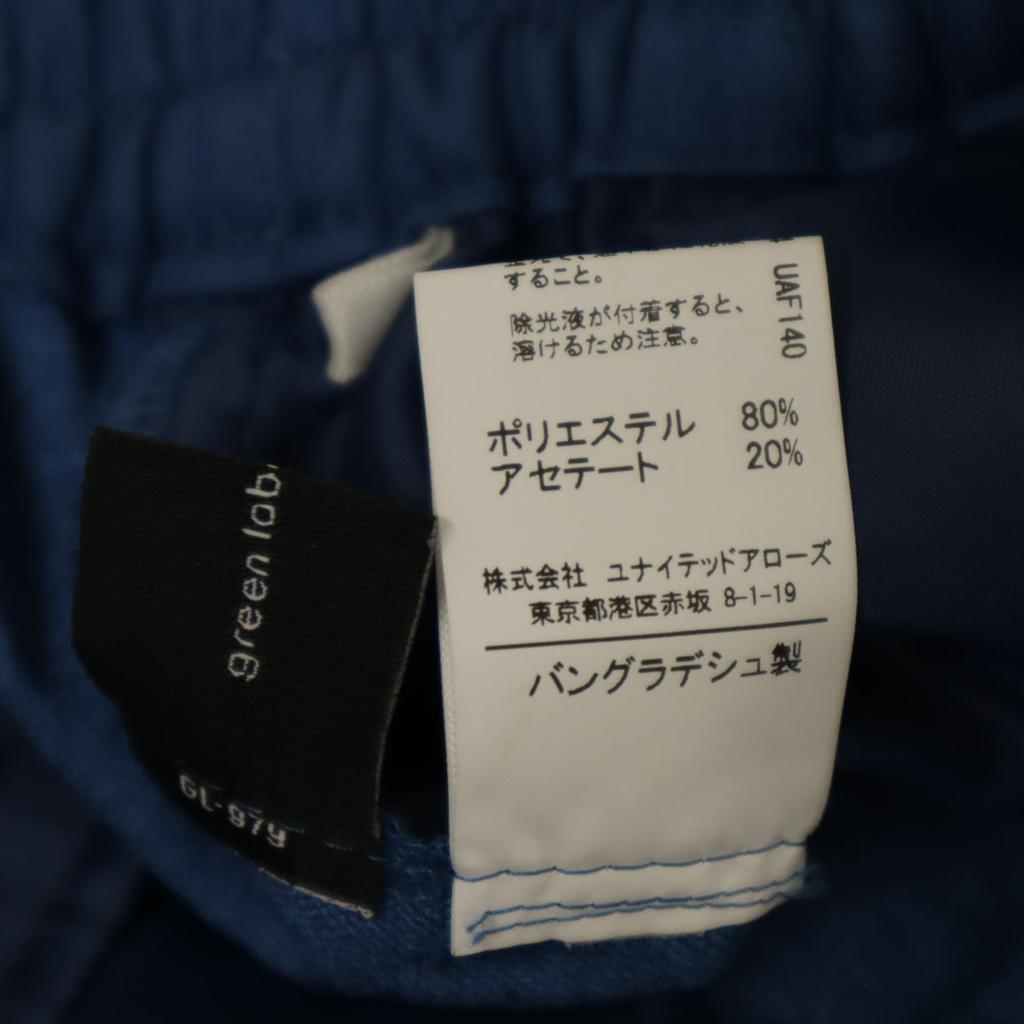 すること。
除光液が付着すると、
溶けるため注意。
UAF140
ポリエステル 80%
アセテート 20%
株式会社 ユナイテッドアローズ
東京都港区赤坂 8-1-19
バングラデシュ製
green
GL-97y